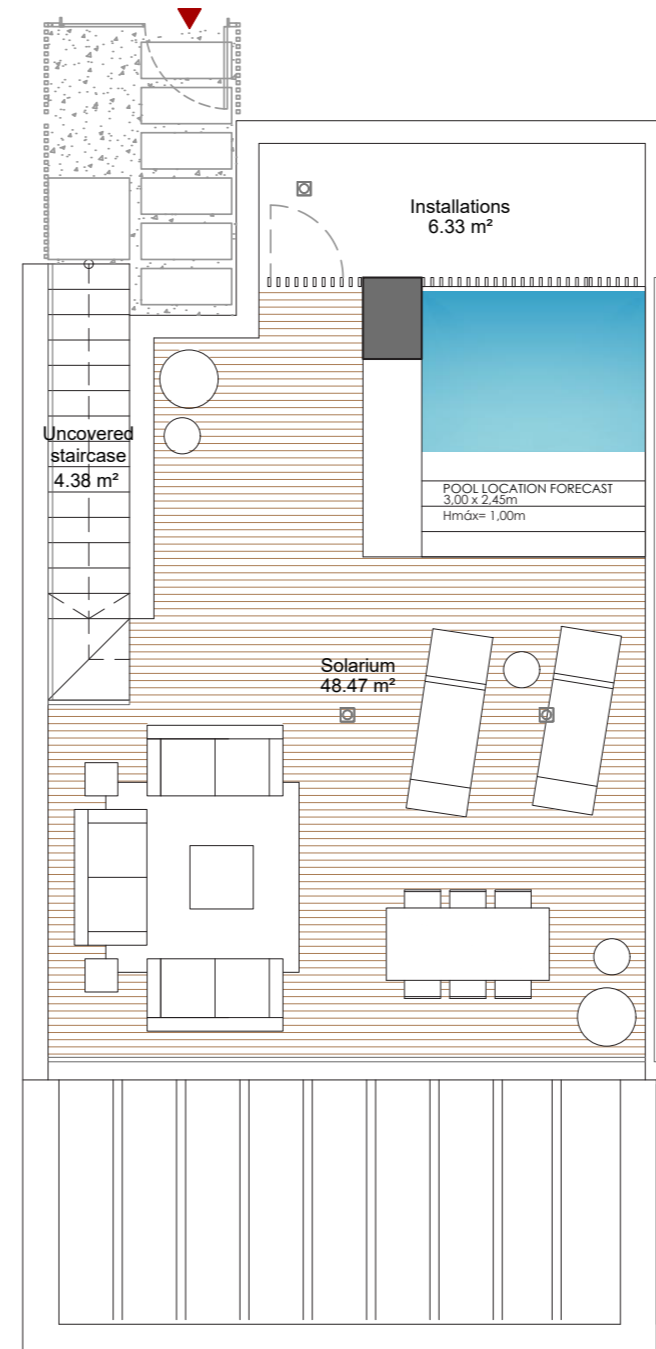 Installations
6.33 m²
Uncovered
staircase
4.38 m²
POOL LOCATION FORECAST
3,00 x 2,45m
Hmáx= 1,00m
Solarium
48.47 m²